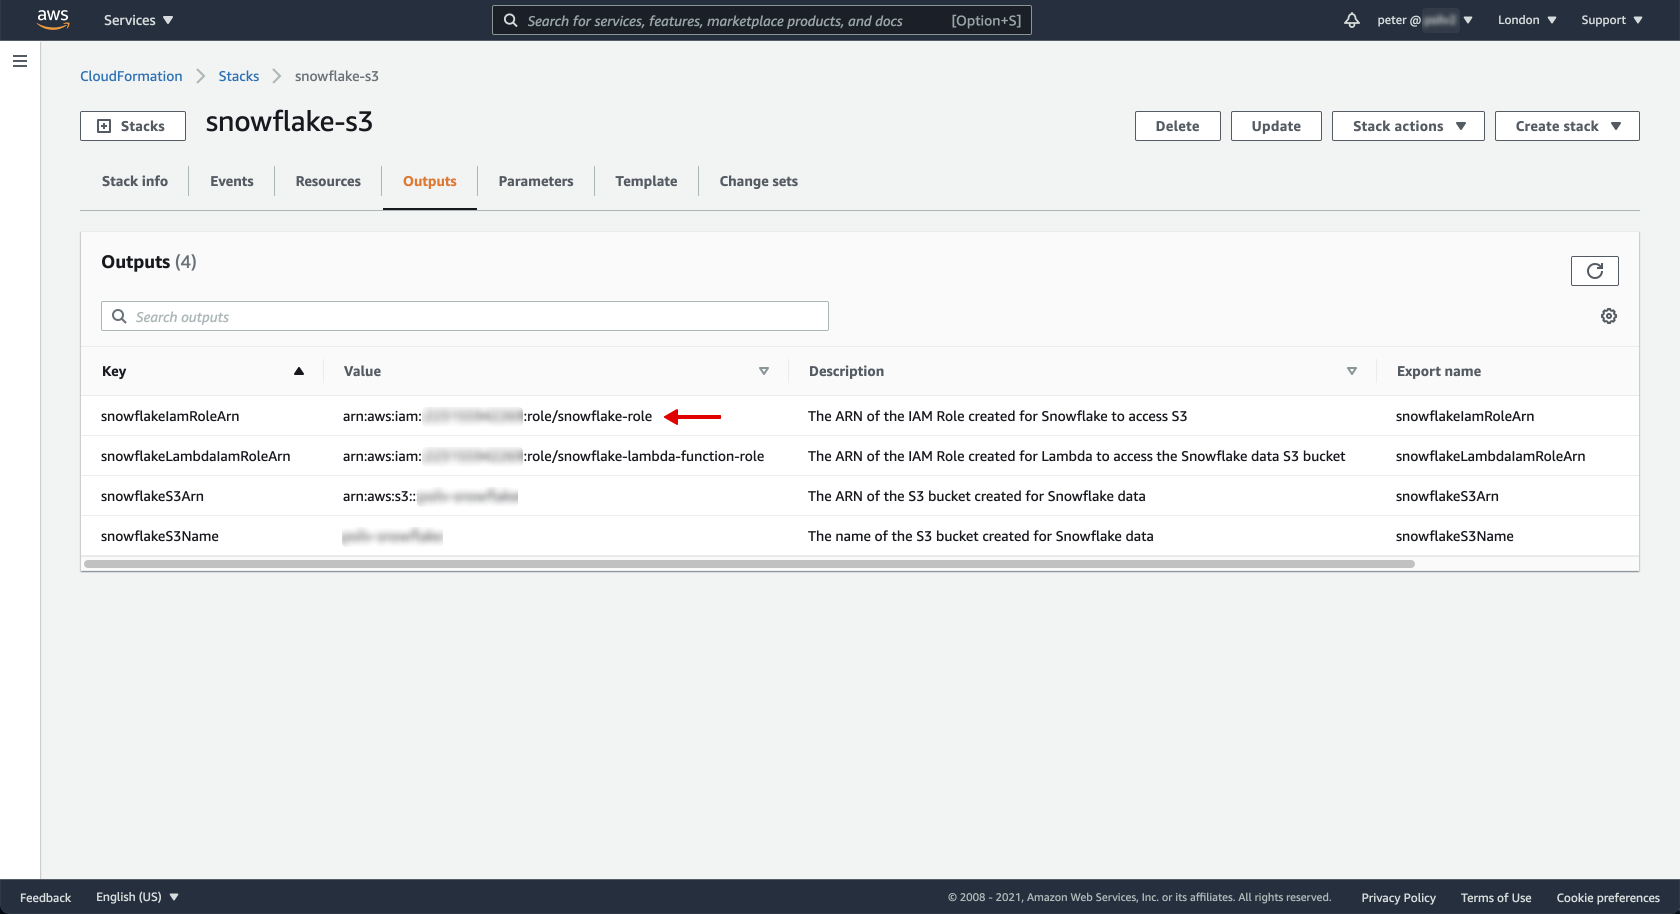 aws Services Search for services, features, marketplace products, and docs [Option+S] peter @ London Support
CloudFormation Stacks snowflake-s3
Stacks snowflake-s3 Delete Update Stack actions Create stack
Stack info Events Resources Outputs Parameters Template Change sets
Outputs (4)
Search outputs
Key Value Description Export name
snowflakeIamRoleArn arn:aws:iam: :role/snowflake-role The ARN of the IAM Role created for Snowflake to access S3 snowflakeIamRoleArn
snowflakeLambdaIamRoleArn arn:aws:iam: :role/snowflake-lambda-function-role The ARN of the IAM Role created for Lambda to access the Snowflake data S3 bucket snowflakeLambdaIamRoleArn
snowflakeS3Arn arn:aws:s3:: The ARN of the S3 bucket created for Snowflake data snowflakeS3Arn
snowflakeS3Name The name of the S3 bucket created for Snowflake data snowflakeS3Name
Feedback English (US) © 2008 - 2021, Amazon Web Services, Inc. or its affiliates. All rights reserved. Privacy Policy Terms of Use Cookie preferences